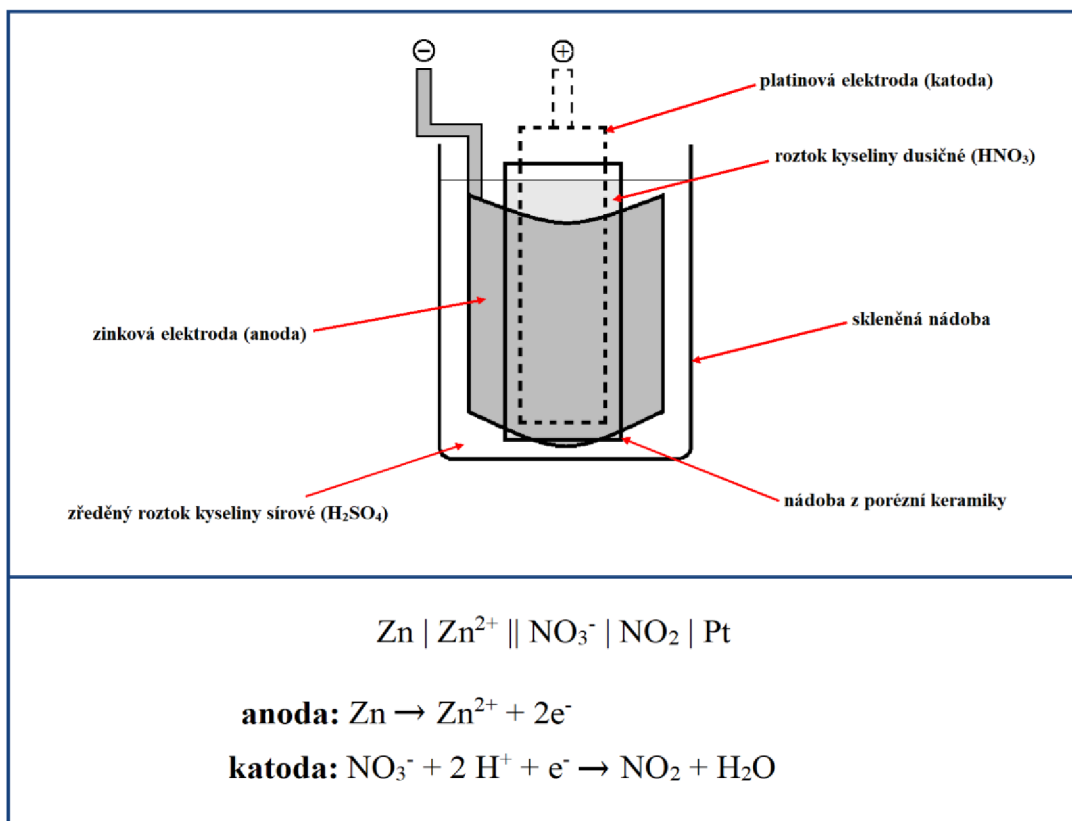 ⊖
⊕
platinová elektroda (katoda)
roztok kyseliny dusičné (HNO₃)
zinková elektroda (anoda)
skleněná nádoba
zředěný roztok kyseliny sírové (H₂SO₄)
nádoba z porézní keramiky
Zn | Zn²⁺ || NO₃⁻ | NO₂ | Pt
anoda: Zn → Zn²⁺ + 2e⁻
katoda: NO₃⁻ + 2 H⁺ + e⁻ → NO₂ + H₂O